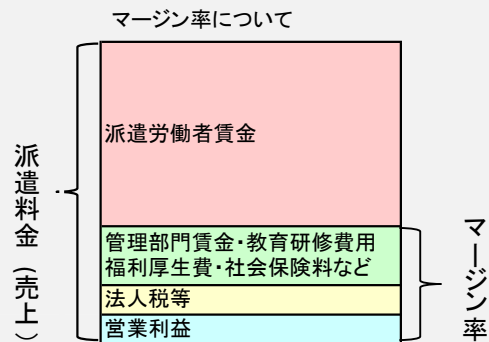 マージン率について
派遣料金(売上)
派遣労働者賃金
管理部門賃金・教育研修費用
福利厚生費・社会保険料など
法人税等
営業利益
マージン率